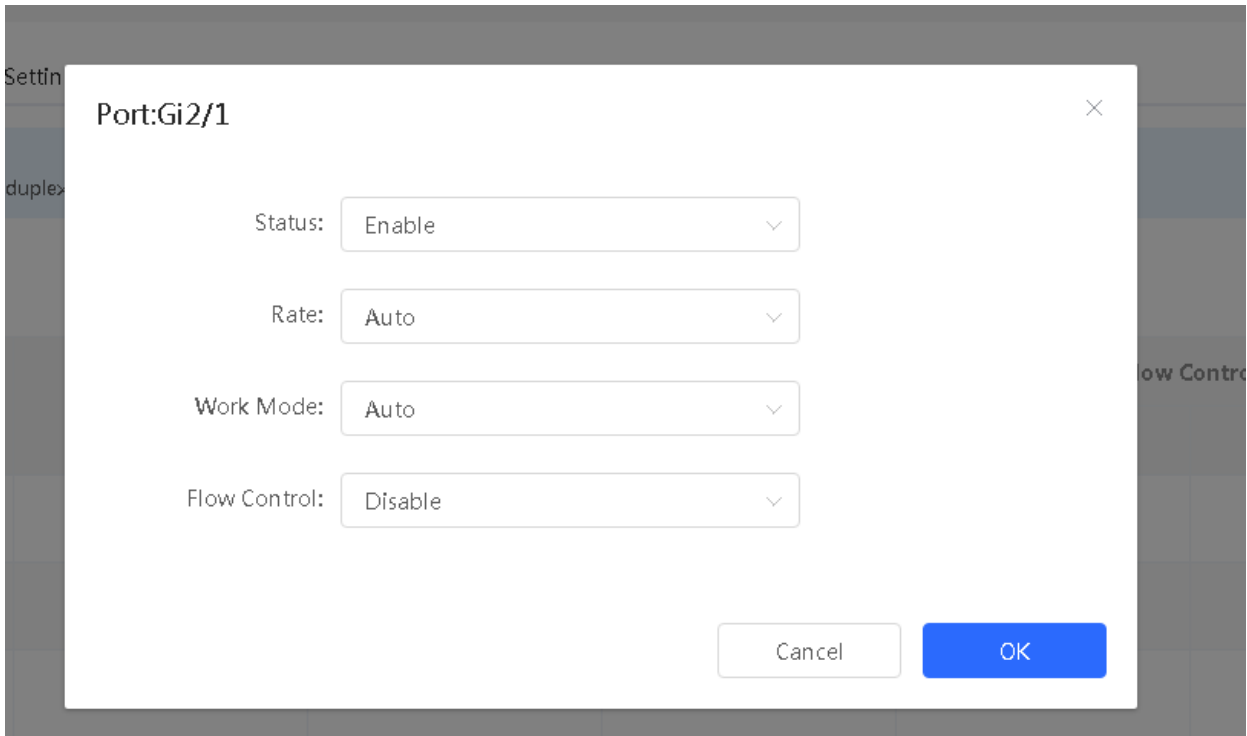 Settin
Port:Gi2/1
duplex
Status: Enable
Rate: Auto
low Contro
Work Mode: Auto
Flow Control: Disable
Cancel OK